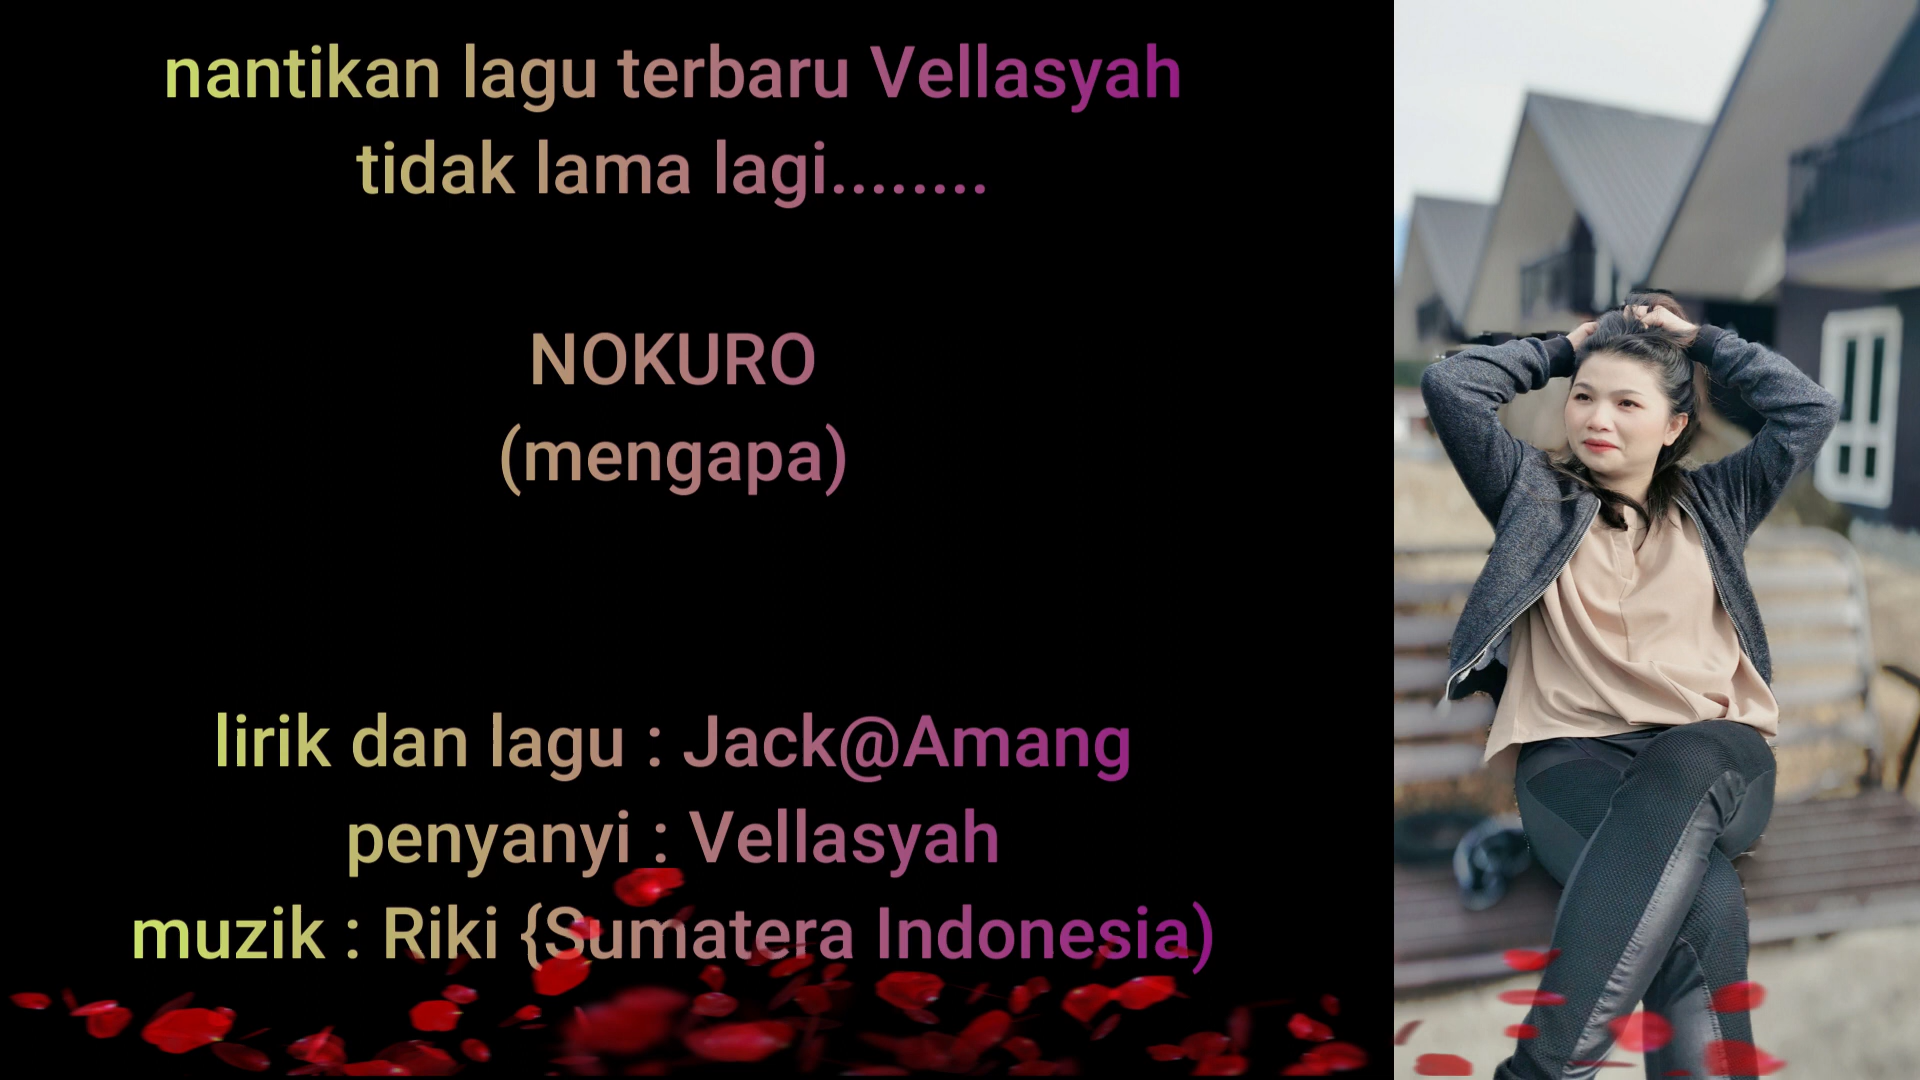 nantikan lagu terbaru Vellasyah
tidak lama lagi........
NOKURO
(mengapa)
lirik dan lagu : Jack@Amang
penyanyi : Vellasyah
muzik : Riki {Sumatera Indonesia)